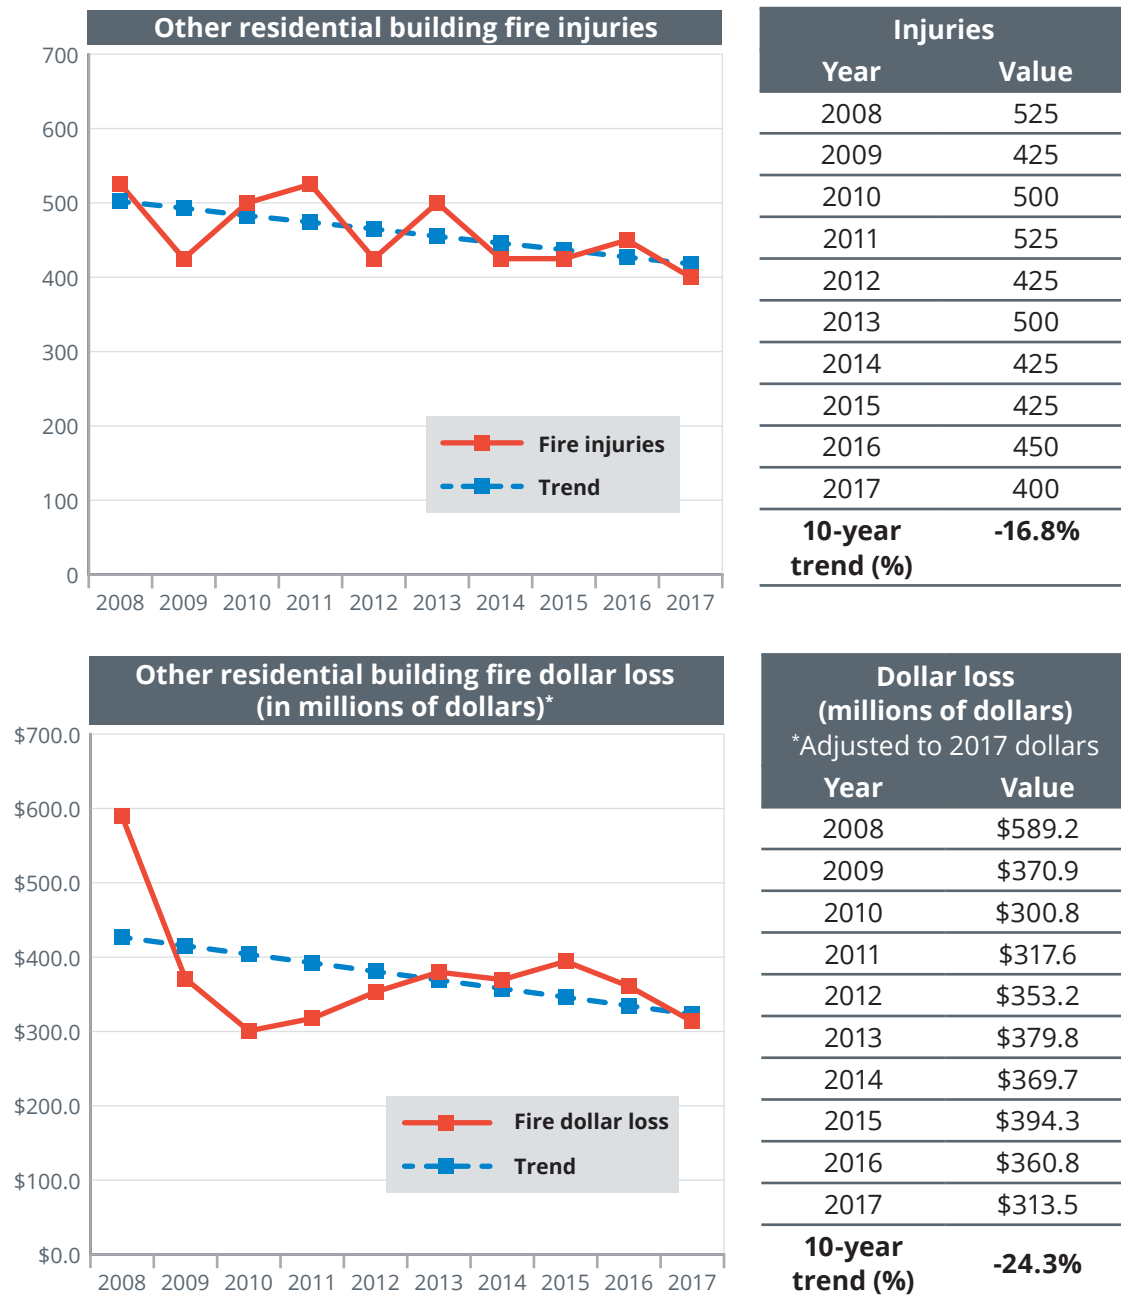 Other residential building fire injuries
700
600
500
400
300
200
100
0
2008 2009 2010 2011 2012 2013 2014 2015 2016 2017
Fire injuries
Trend
Injuries
Year Value
2008 525
2009 425
2010 500
2011 525
2012 425
2013 500
2014 425
2015 425
2016 450
2017 400
10-year -16.8%
trend (%)
Other residential building fire dollar loss
(in millions of dollars)*
$700.0
$600.0
$500.0
$400.0
$300.0
$200.0
$100.0
$0.0
2008 2009 2010 2011 2012 2013 2014 2015 2016 2017
Fire dollar loss
Trend
Dollar loss
(millions of dollars)
*Adjusted to 2017 dollars
Year Value
2008 $589.2
2009 $370.9
2010 $300.8
2011 $317.6
2012 $353.2
2013 $379.8
2014 $369.7
2015 $394.3
2016 $360.8
2017 $313.5
10-year
trend (%) -24.3%